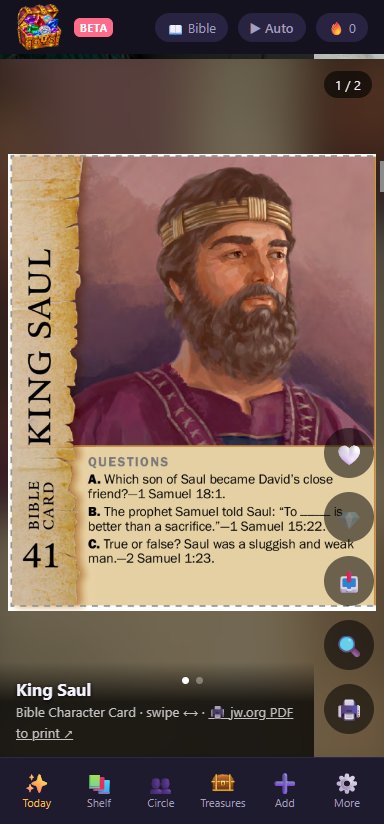 BETA
Bible
Auto
0
1 / 2
KING SAUL
BIBLE
CARD
41
QUESTIONS
A. Which son of Saul became David's close
friend?—1 Samuel 18:1.
B. The prophet Samuel told Saul: “To _____ is
better than a sacrifice.”—1 Samuel 15:22.
C. True or false? Saul was a sluggish and weak
man.—2 Samuel 1:23.
King Saul
Bible Character Card · swipe ↔ · jw.org PDF
to print ↗
Today
Shelf
Circle
Treasures
Add
More